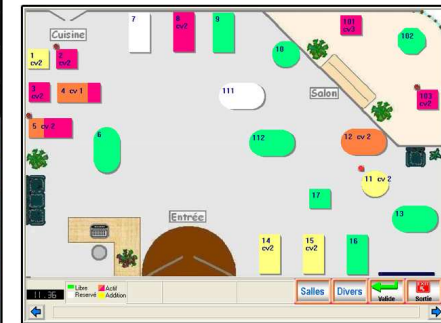 Cuisine
7
8
cv2
9
101
cv3
102
10
1
cv2
2
cv2
3
cv2
4 cv 1
111
Salon
103
cv2
5 cv 2
6
112
12 cv 2
11 cv 2
17
13
Entrée
14
cv2
15
cv2
16
11.36
Libre
Actif
Réservé
Addition
Salles
Divers
Valide
Sortie